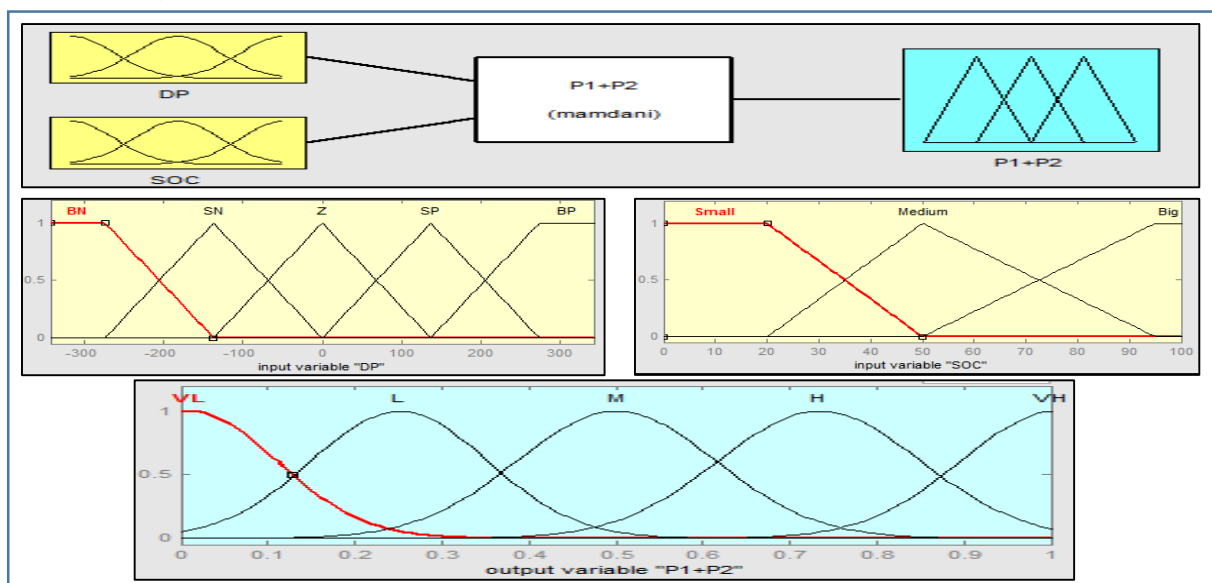 DP
SOC
P1+P2
(mamdani)
P1+P2
BN SN Z SP BP
1
0.5
0
-300 -200 -100 0 100 200 300
input variable "DP"
Small Medium Big
1
0.5
0
0 10 20 30 40 50 60 70 80 90 100
input variable "SOC"
VL L M H VH
1
0.5
0
0 0.1 0.2 0.3 0.4 0.5 0.6 0.7 0.8 0.9 1
output variable "P1+P2"